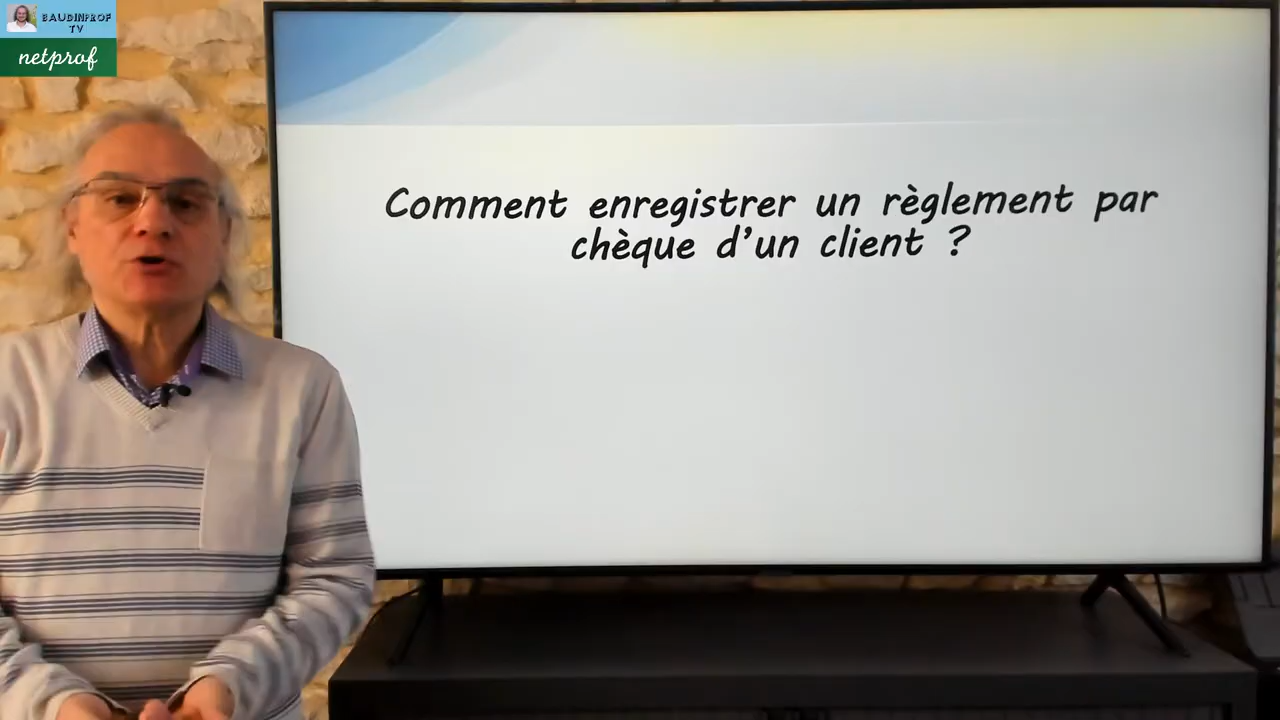 BAUDINPROF
TV
netprof
Comment enregistrer un règlement par
chèque d'un client ?